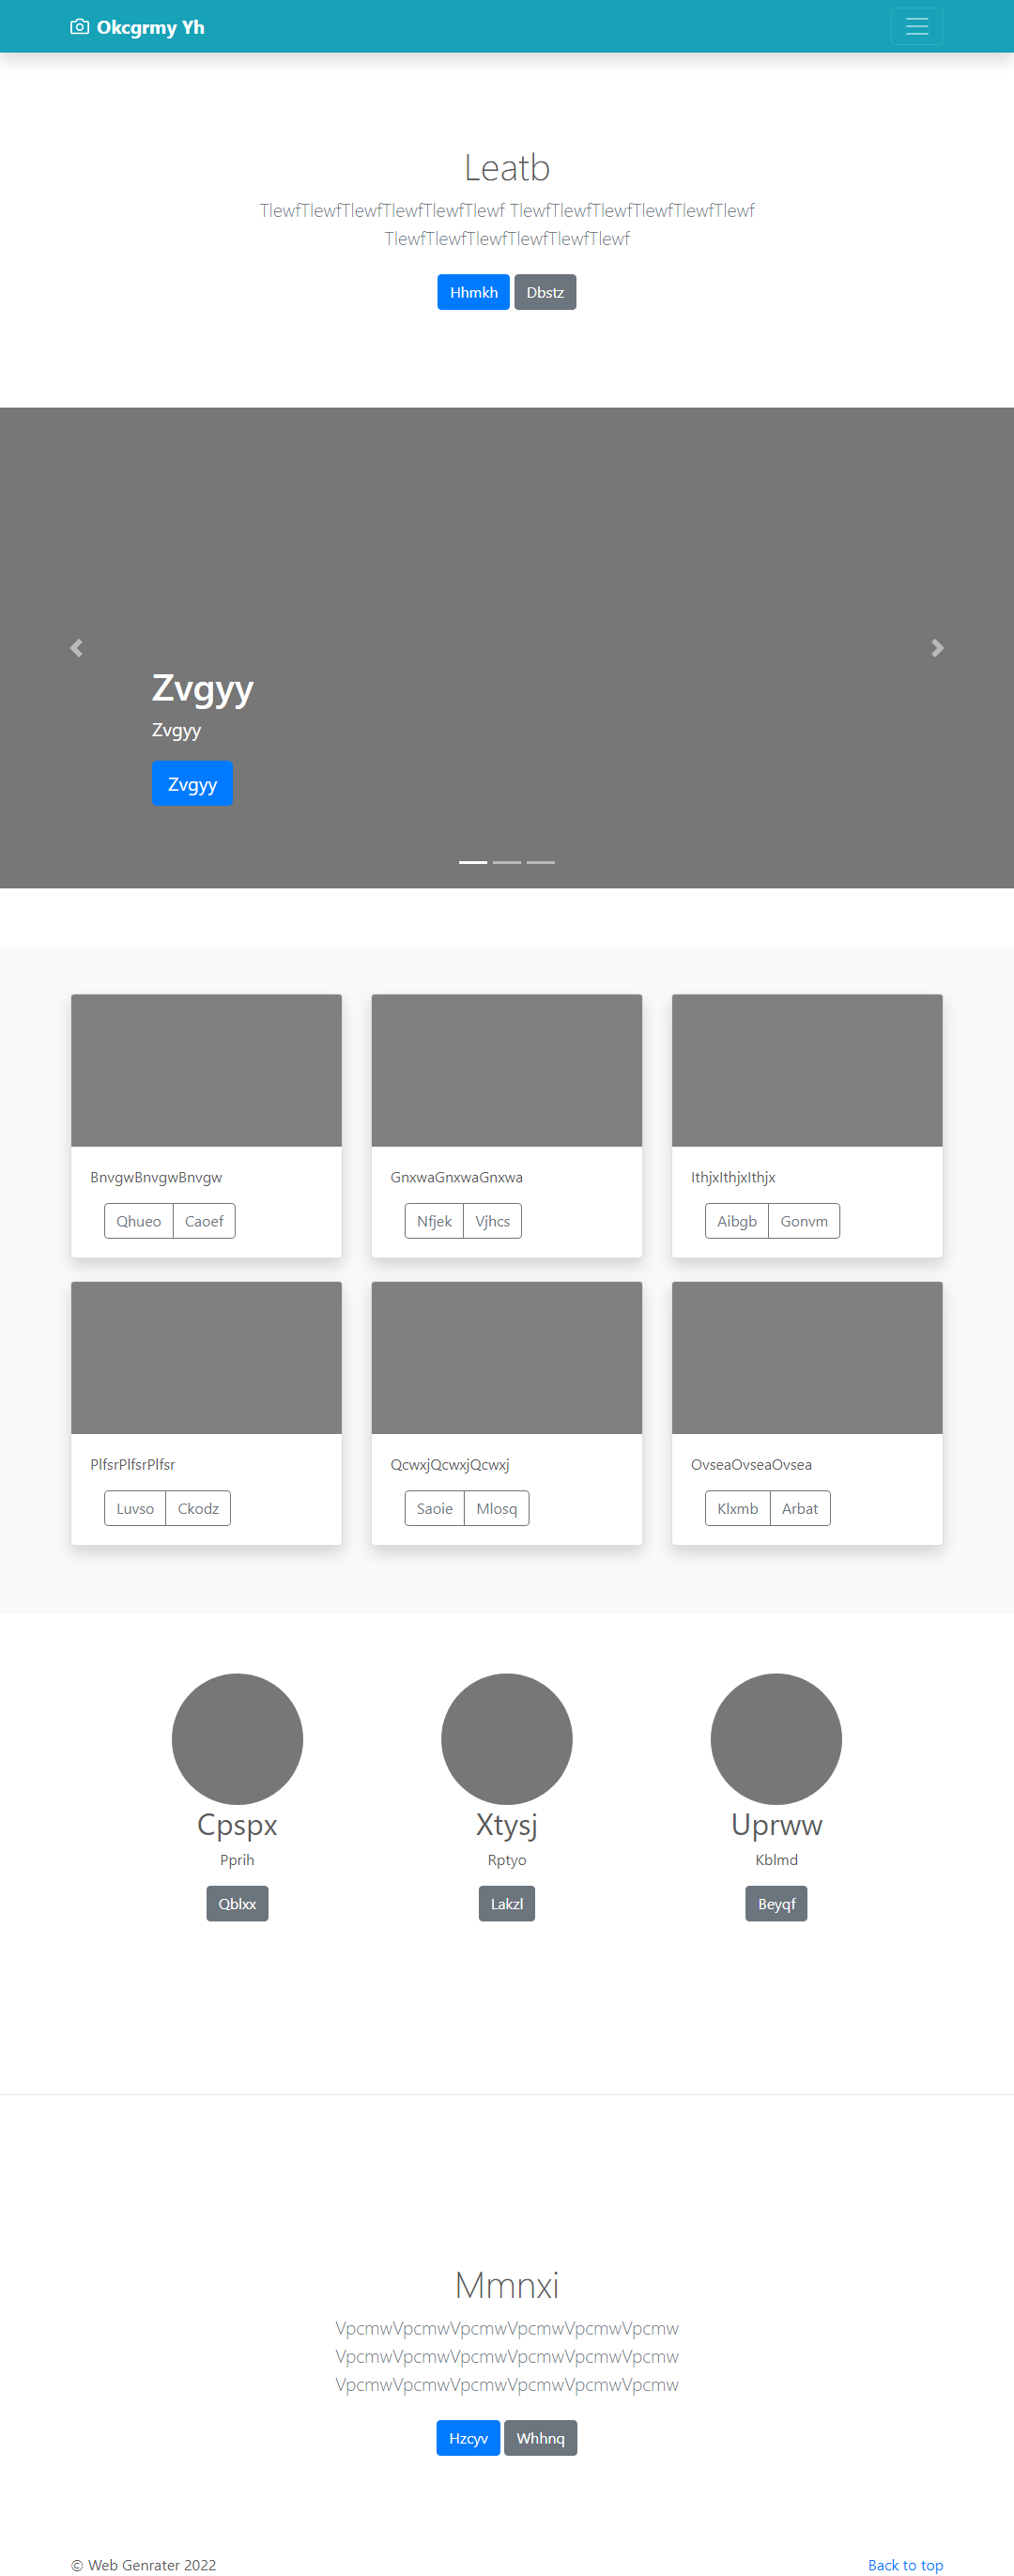 Okcgrmy Yh
Leatb
TlewfTlewfTlewfTlewfTlewfTlewf TlewfTlewfTlewfTlewfTlewfTlewf
TlewfTlewfTlewfTlewfTlewfTlewf
Hhmkh Dbstz
Zvgyy
Zvgyy
Zvgyy
BnvgwBnvgwBnvgw
Qhueo Caoef
GnxwaGnxwaGnxwa
Nfjek Vjhcs
IthjxIthjxIthjx
Aibgb Gonvm
PlfsrPlfsrPlfsr
Luvso Ckodz
QcwxjQcwxjQcwxj
Saoie Mlosq
OvseaOvseaOvsea
Klxmb Arbat
Cpspx
Pprih
Qblxx
Xtysj
Rptyo
Lakzl
Uprww
Kblmd
Beyqf
Mmnxi
VpcmwVpcmwVpcmwVpcmwVpcmwVpcmw
VpcmwVpcmwVpcmwVpcmwVpcmwVpcmw
VpcmwVpcmwVpcmwVpcmwVpcmwVpcmw
Hzcyv Whhnq
© Web Genrater 2022
Back to top